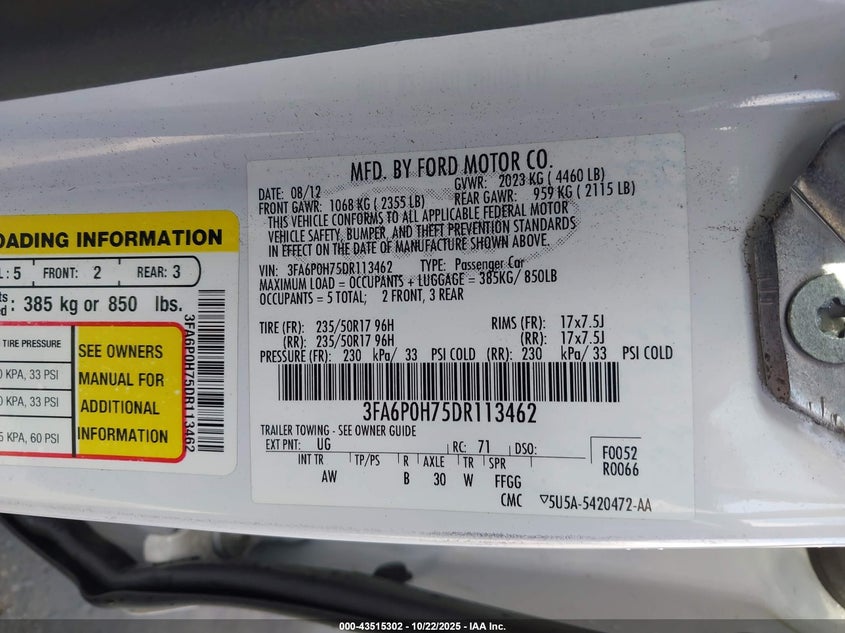 OADING INFORMATION
L : 5 FRONT: 2 REAR: 3
: 385 kg or 850 lbs.
TIRE PRESSURE
KPA, 33 PSI
KPA, 33 PSI
KPA, 60 PSI
SEE OWNERS
MANUAL FOR
ADDITIONAL
INFORMATION
3FA6P0H75DR113462
MFD. BY FORD MOTOR CO.
DATE: 08/12 GVWR: 2023 KG ( 4460 LB)
FRONT GAWR: 1068 KG ( 2355 LB) REAR GAWR: 959 KG ( 2115 LB)
THIS VEHICLE CONFORMS TO ALL APPLICABLE FEDERAL MOTOR
VEHICLE SAFETY, BUMPER, AND THEFT PREVENTION STANDARDS
IN EFFECT ON THE DATE OF MANUFACTURE SHOWN ABOVE.
VIN: 3FA6P0H75DR113462 TYPE: Passenger Car
MAXIMUM LOAD = OCCUPANTS + LUGGAGE = 385KG/ 850LB
OCCUPANTS = 5 TOTAL; 2 FRONT, 3 REAR
TIRE (FR): 235/50R17 96H RIMS (FR): 17x7.5J
(RR): 235/50R17 96H (RR): 17x7.5J
PRESSURE (FR): 230 kPa/ 33 PSI COLD (RR): 230 kPa/ 33 PSI COLD
3FA6P0H75DR113462
TRAILER TOWING - SEE OWNER GUIDE
EXT PNT: UG RC: 71 DSO: F0052
INT TR TP/PS R AXLE TR SPR R0066
AW B 30 W FFGG
CMC ▽5U5A-5420472-AA
000-43515302 - 10/22/2025 - IAA Inc.